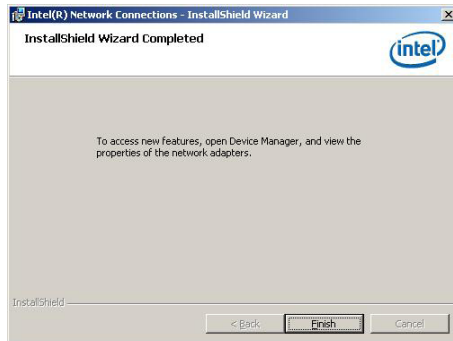 Intel(R) Network Connections - InstallShield Wizard
InstallShield Wizard Completed
intel
To access new features, open Device Manager, and view the
properties of the network adapters.
InstallShield
< Back
Finish
Cancel